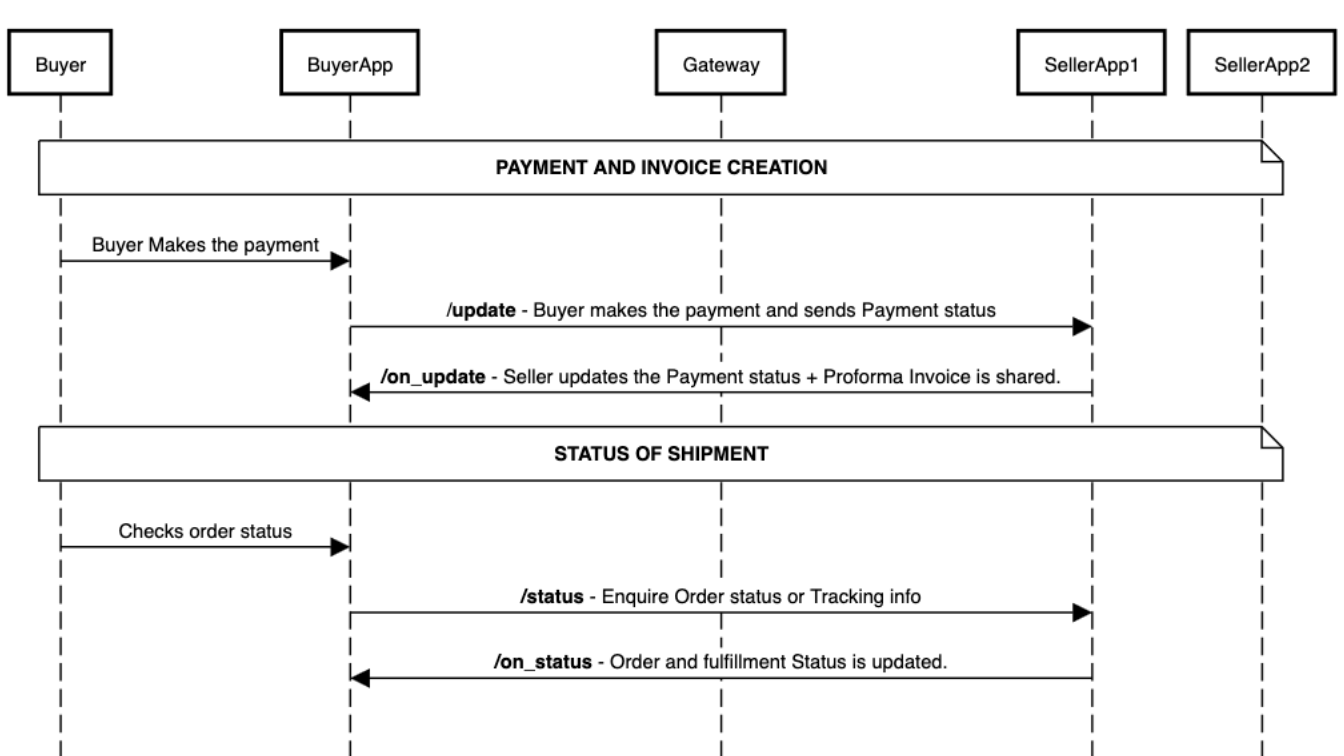 Buyer
BuyerApp
Gateway
SellerApp1
SellerApp2
PAYMENT AND INVOICE CREATION
Buyer Makes the payment
/update - Buyer makes the payment and sends Payment status
/on_update - Seller updates the Payment status + Proforma Invoice is shared.
STATUS OF SHIPMENT
Checks order status
/status - Enquire Order status or Tracking info
/on_status - Order and fulfillment Status is updated.